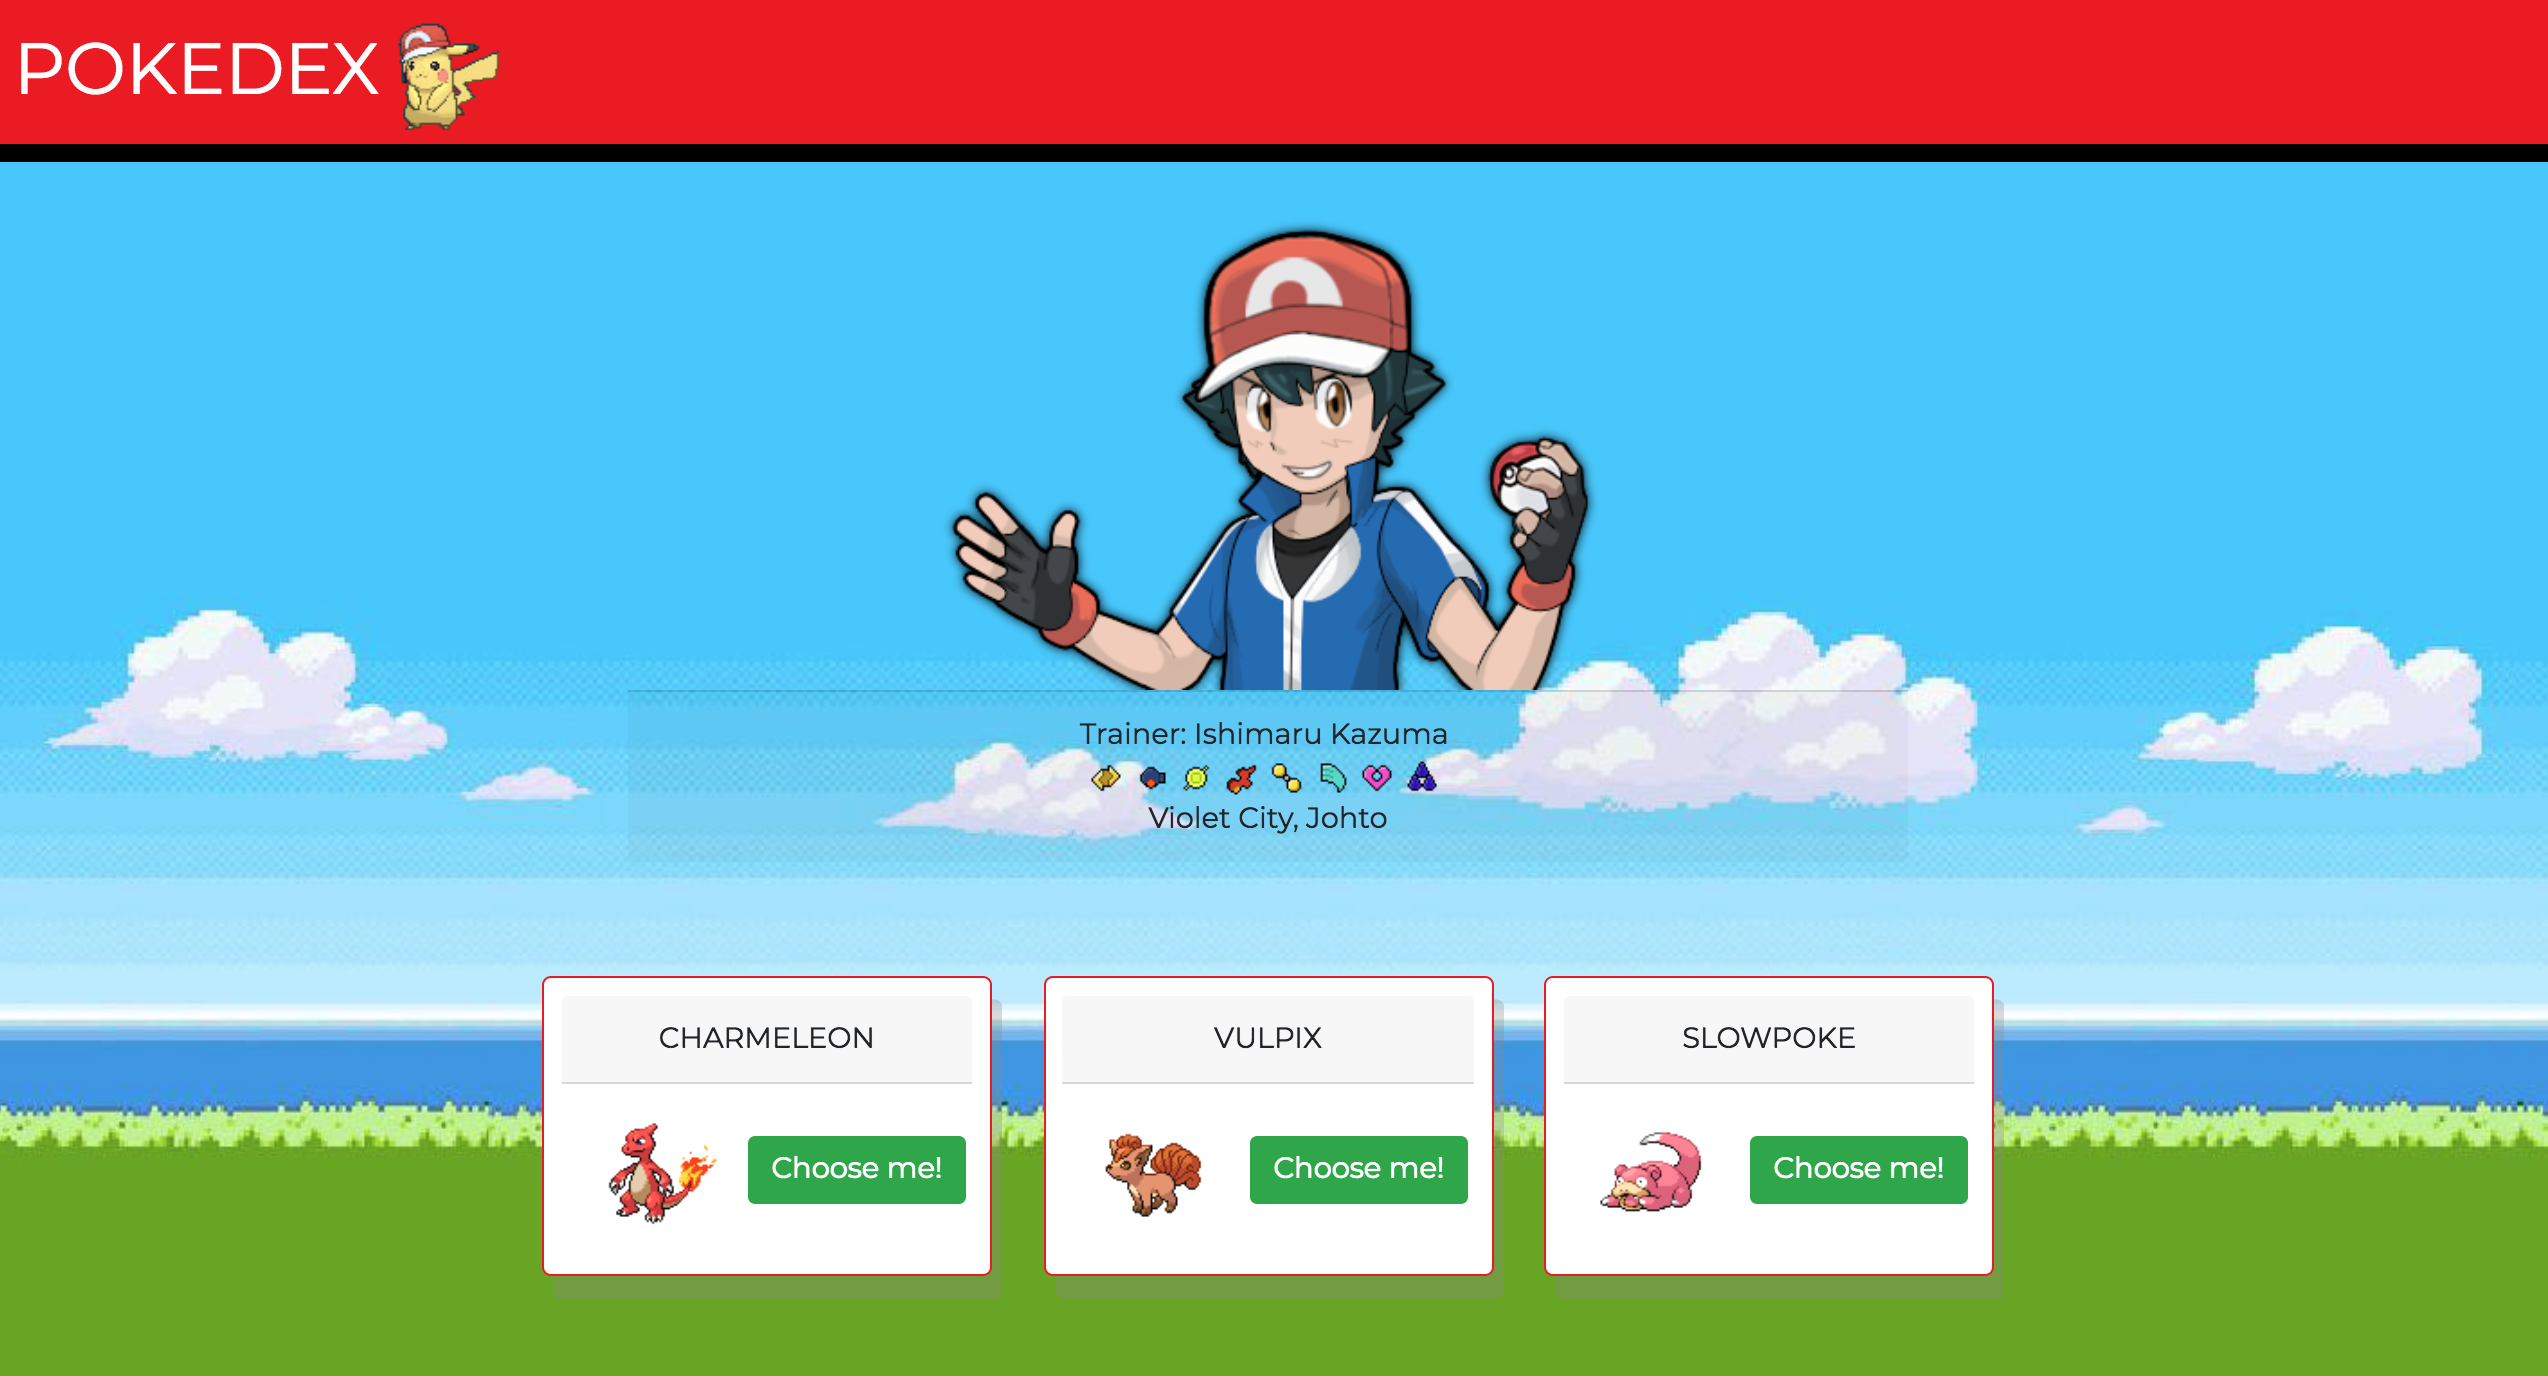 POKEDEX
Trainer: Ishimaru Kazuma
Violet City, Johto
CHARMELEON
Choose me!
VULPIX
Choose me!
SLOWPOKE
Choose me!